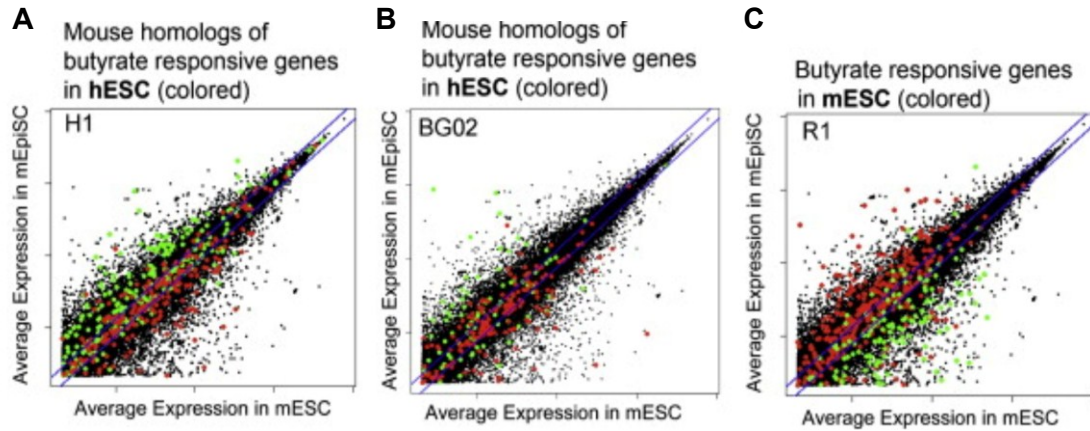 A
Mouse homologs of
butyrate responsive genes
in hESC (colored)
H1
Average Expression in mEpiSC
Average Expression in mESC
B
Mouse homologs of
butyrate responsive genes
in hESC (colored)
BG02
Average Expression in mEpiSC
Average Expression in mESC
C
Butyrate responsive genes
in mESC (colored)
R1
Average Expression in mEpiSC
Average Expression in mESC